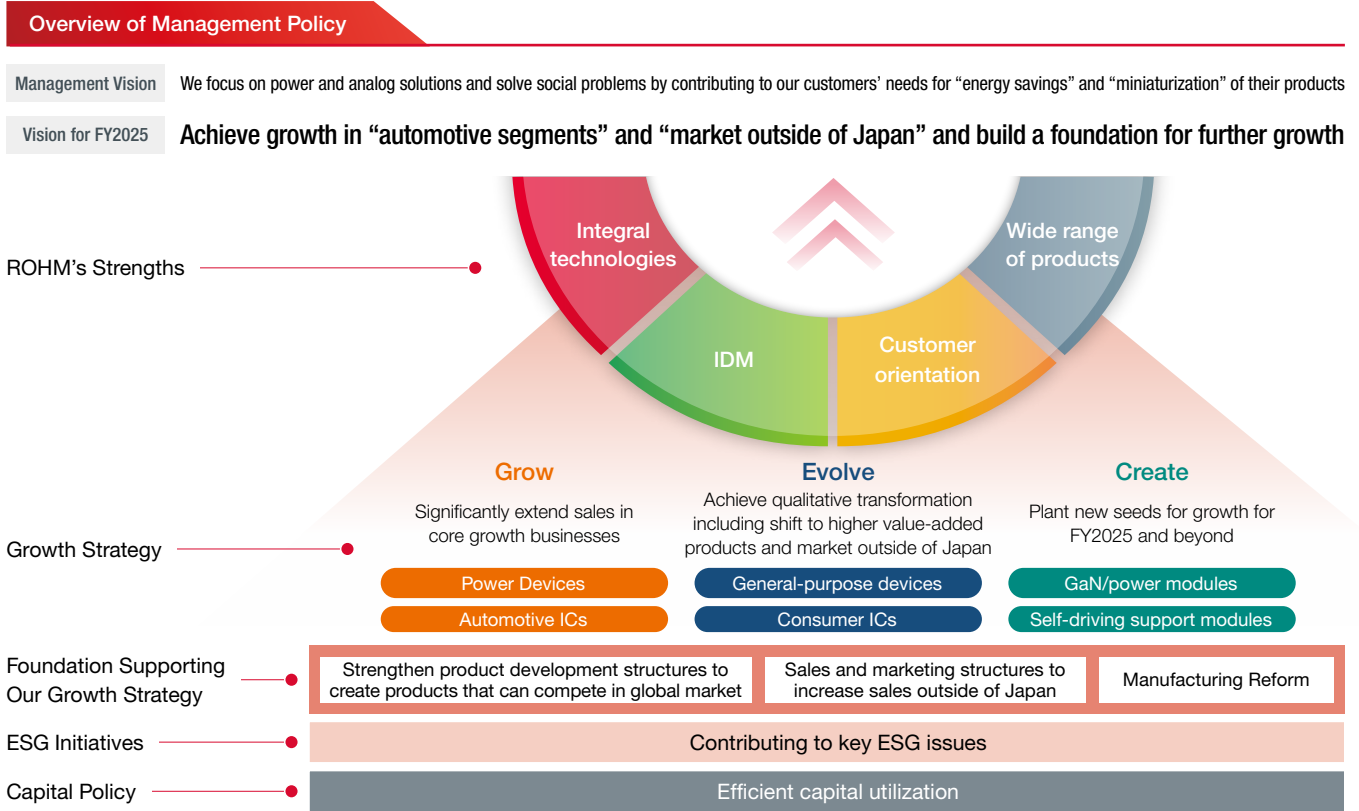 Overview of Management Policy
Management Vision
We focus on power and analog solutions and solve social problems by contributing to our customers’ needs for “energy savings” and “miniaturization” of their products
Vision for FY2025
Achieve growth in “automotive segments” and “market outside of Japan” and build a foundation for further growth
ROHM’s Strengths
Integral
technologies
IDM
Customer
orientation
Wide range
of products
Growth Strategy
Grow
Significantly extend sales in
core growth businesses
Power Devices
Automotive ICs
Evolve
Achieve qualitative transformation
including shift to higher value-added
products and market outside of Japan
General-purpose devices
Consumer ICs
Create
Plant new seeds for growth for
FY2025 and beyond
GaN/power modules
Self-driving support modules
Foundation Supporting
Our Growth Strategy
Strengthen product development structures to
create products that can compete in global market
Sales and marketing structures to
increase sales outside of Japan
Manufacturing Reform
ESG Initiatives
Contributing to key ESG issues
Capital Policy
Efficient capital utilization